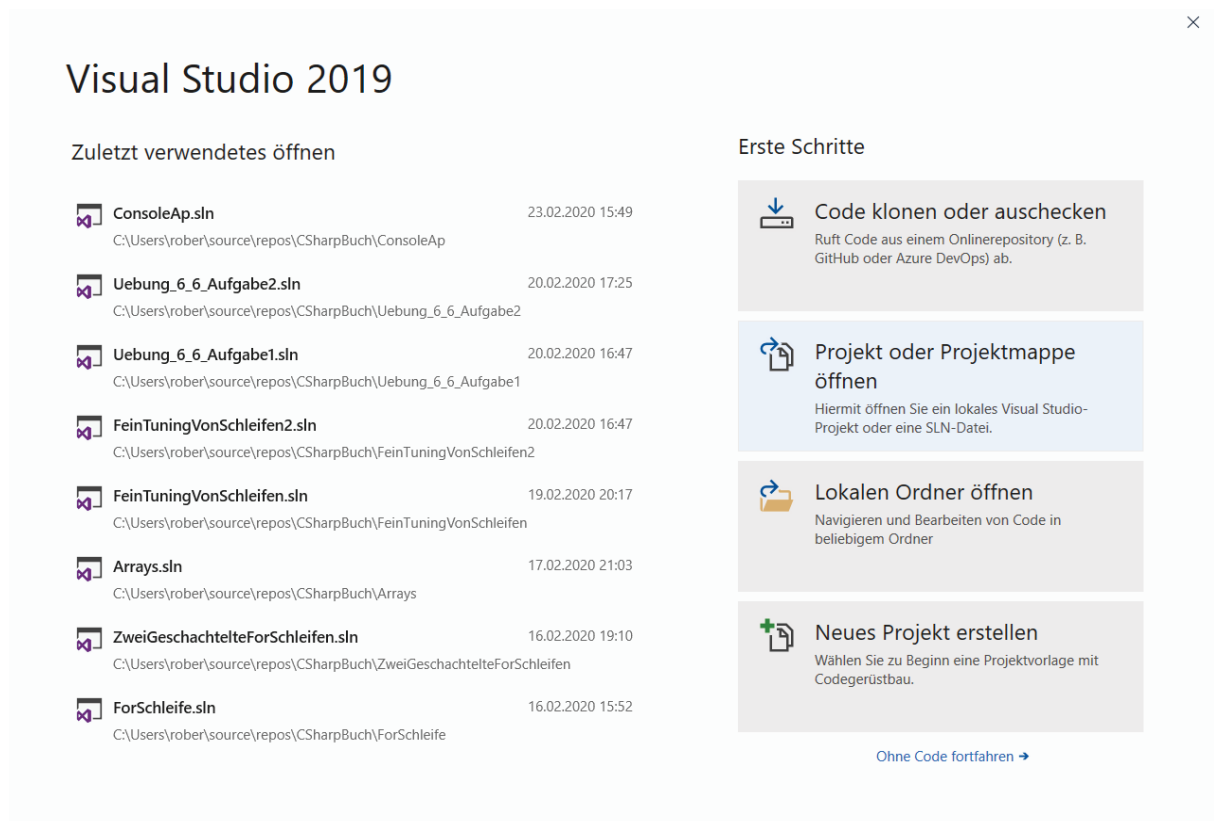 Visual Studio 2019
Zuletzt verwendetes öffnen
ConsoleAp.sln 23.02.2020 15:49
C:\Users\rober\source\repos\CSharpBuch\ConsoleAp
Uebung_6_6_Aufgabe2.sln 20.02.2020 17:25
C:\Users\rober\source\repos\CSharpBuch\Uebung_6_6_Aufgabe2
Uebung_6_6_Aufgabe1.sln 20.02.2020 16:47
C:\Users\rober\source\repos\CSharpBuch\Uebung_6_6_Aufgabe1
FeinTuningVonSchleifen2.sln 20.02.2020 16:47
C:\Users\rober\source\repos\CSharpBuch\FeinTuningVonSchleifen2
FeinTuningVonSchleifen.sln 19.02.2020 20:17
C:\Users\rober\source\repos\CSharpBuch\FeinTuningVonSchleifen
Arrays.sln 17.02.2020 21:03
C:\Users\rober\source\repos\CSharpBuch\Arrays
ZweiGeschachtelteForSchleifen.sln 16.02.2020 19:10
C:\Users\rober\source\repos\CSharpBuch\ZweiGeschachtelteForSchleifen
ForSchleife.sln 16.02.2020 15:52
C:\Users\rober\source\repos\CSharpBuch\ForSchleife
Erste Schritte
Code klonen oder auschecken
Ruft Code aus einem Onlinerepository (z. B.
GitHub oder Azure DevOps) ab.
Projekt oder Projektmappe
öffnen
Hiermit öffnen Sie ein lokales Visual Studio-
Projekt oder eine SLN-Datei.
Lokalen Ordner öffnen
Navigieren und Bearbeiten von Code in
beliebigem Ordner
Neues Projekt erstellen
Wählen Sie zu Beginn eine Projektvorlage mit
Codegerüstbau.
Ohne Code fortfahren →